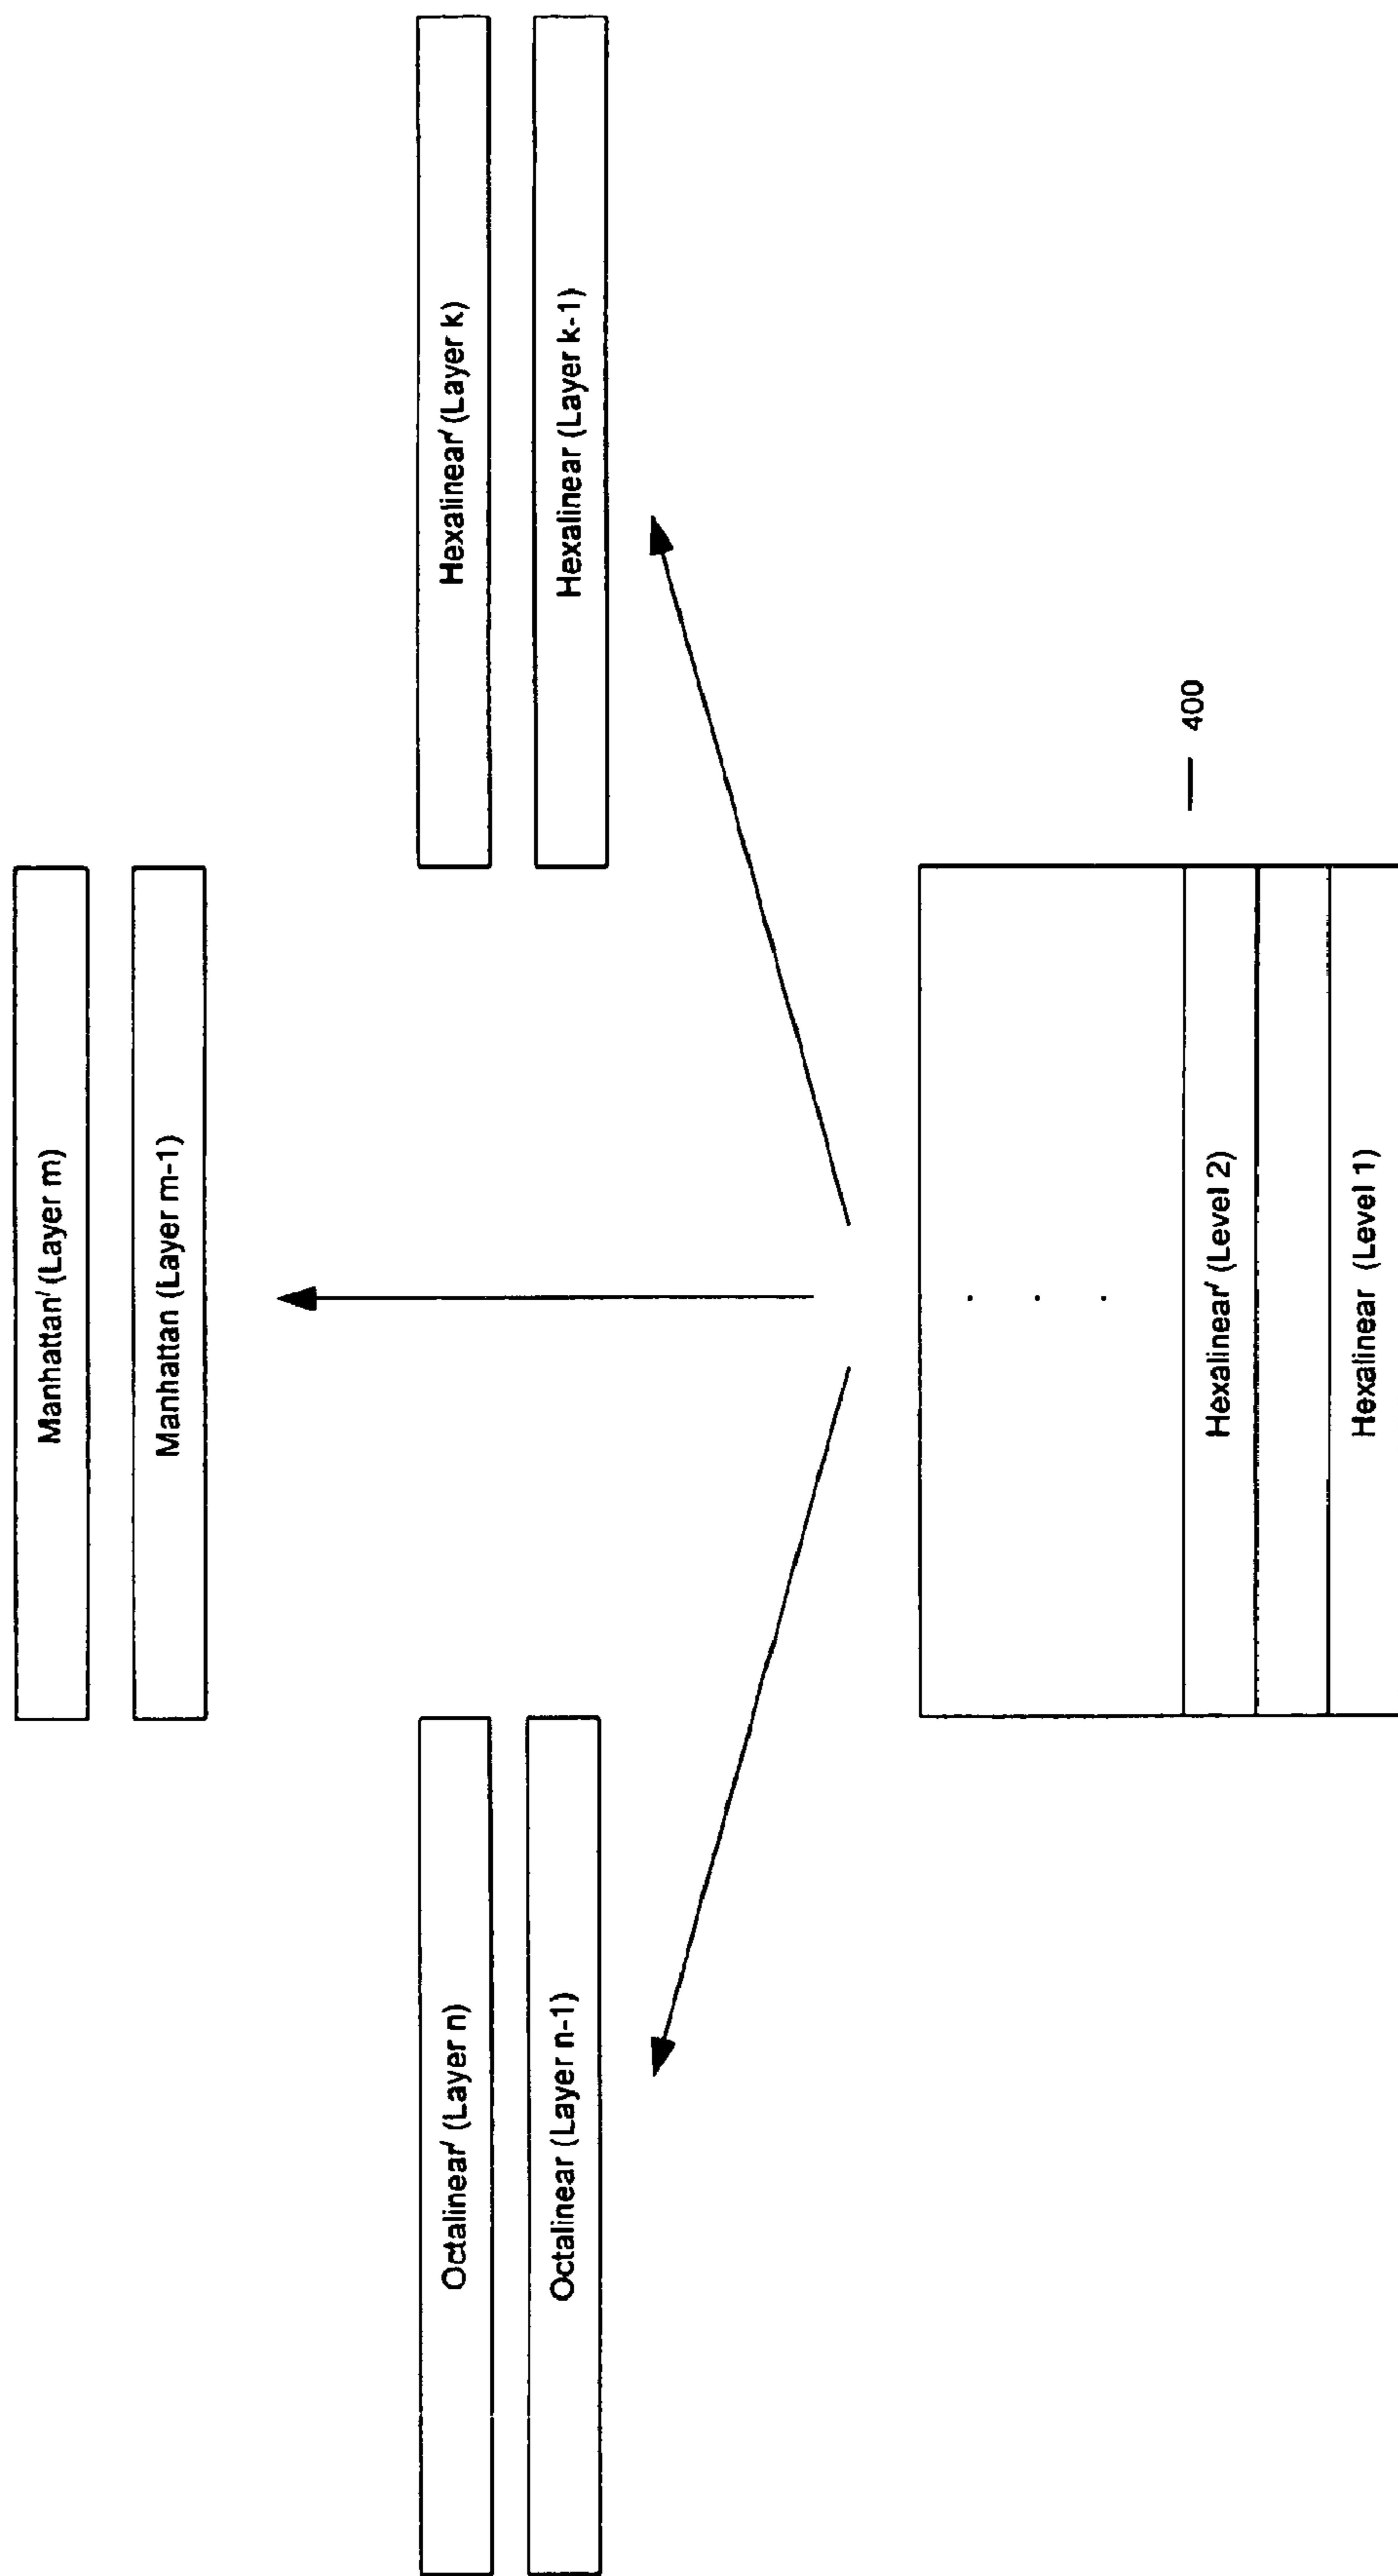 Manhattan′ (Layer m)
Manhattan (Layer m-1)
Octalinear′ (Layer n)
Octalinear (Layer n-1)
Hexalinear′ (Layer k)
Hexalinear (Layer k-1)
400
.
.
.
Hexalinear′ (Level 2)
Hexalinear (Level 1)